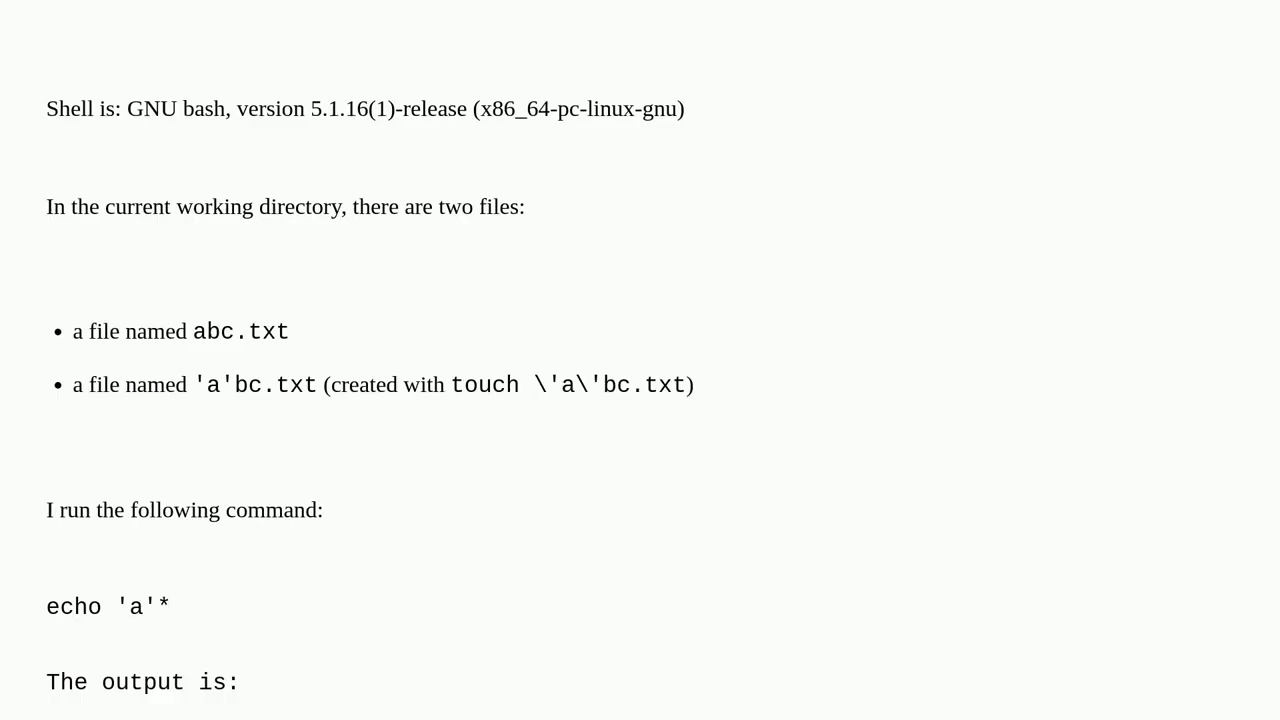 Shell is: GNU bash, version 5.1.16(1)-release (x86_64-pc-linux-gnu)
In the current working directory, there are two files:
• a file named abc.txt
• a file named 'a'bc.txt (created with touch \'a\'bc.txt)
I run the following command:
echo 'a'*
The output is: